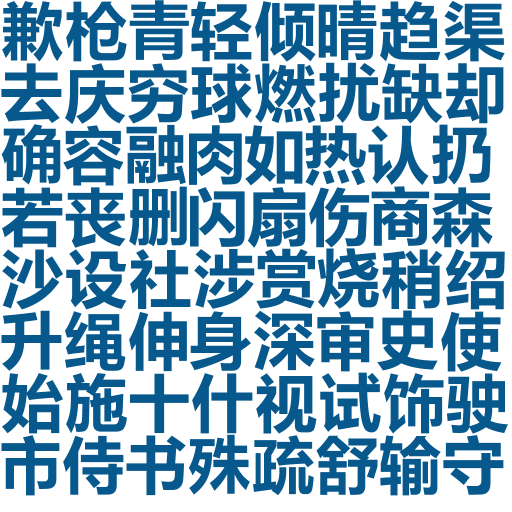 歉枪青轻倾晴趋渠
去庆穷球燃扰缺却
确容融肉如热认扔
若丧删闪扇伤商森
沙设社涉赏烧稍绍
升绳伸身深审史使
始施十什视试饰驶
市侍书殊疏舒输守